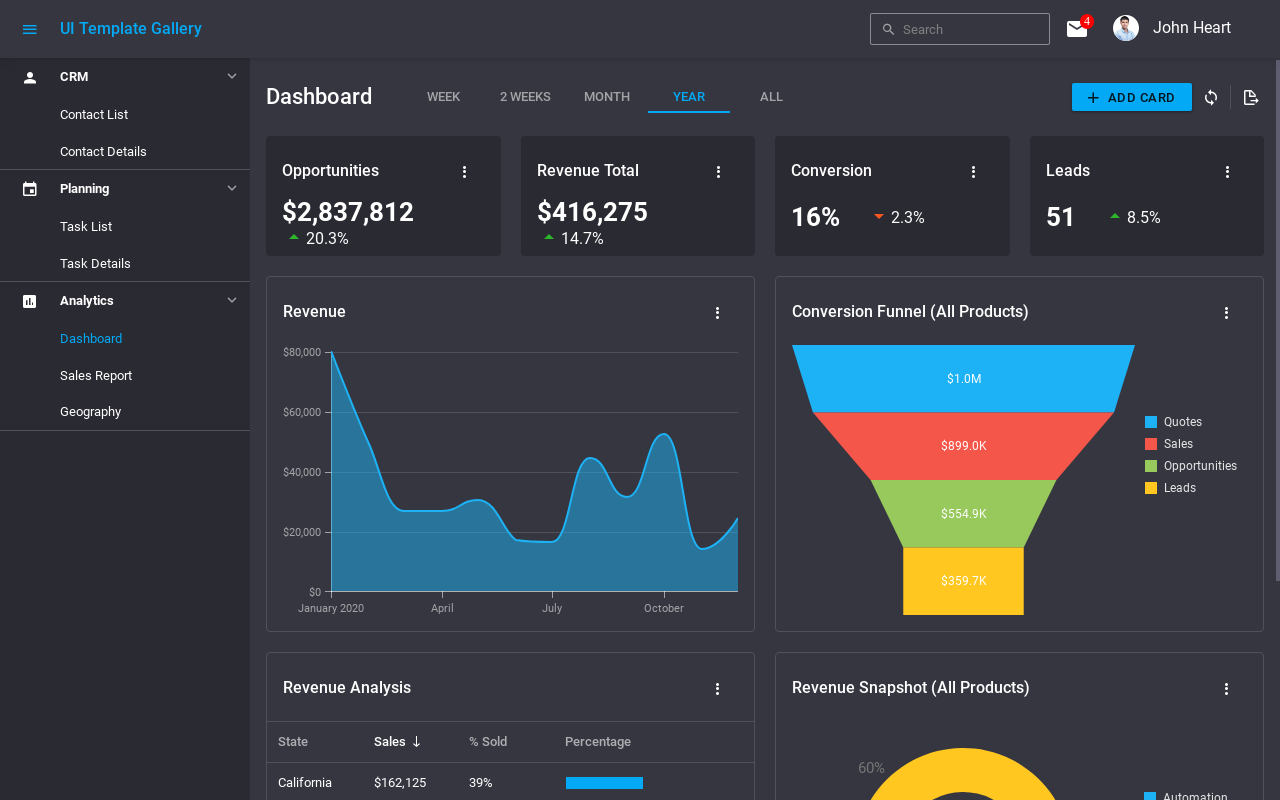 UI Template Gallery
Search
4
John Heart
CRM
Contact List
Contact Details
Planning
Task List
Task Details
Analytics
Dashboard
Sales Report
Geography
Dashboard
WEEK
2 WEEKS
MONTH
YEAR
ALL
ADD CARD
Opportunities
$2,837,812
20.3%
Revenue Total
$416,275
14.7%
Conversion
16%
2.3%
Leads
51
8.5%
Revenue
$80,000
$60,000
$40,000
$20,000
$0
January 2020
April
July
October
Conversion Funnel (All Products)
$1.0M
$899.0K
$554.9K
$359.7K
Quotes
Sales
Opportunities
Leads
Revenue Analysis
State
Sales
% Sold
Percentage
California
$162,125
39%
Revenue Snapshot (All Products)
60%
Automation